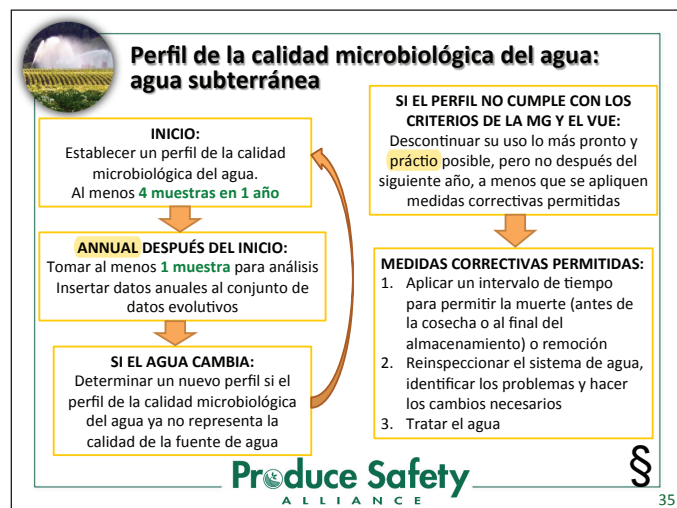 Perfil de la calidad microbiológica del agua:
agua subterránea
INICIO:
Establecer un perfil de la calidad
microbiológica del agua.
Al menos 4 muestras en 1 año
ANNUAL DESPUÉS DEL INICIO:
Tomar al menos 1 muestra para análisis
Insertar datos anuales al conjunto de
datos evolutivos
SI EL AGUA CAMBIA:
Determinar un nuevo perfil si el
perfil de la calidad microbiológica
del agua ya no representa la
calidad de la fuente de agua
SI EL PERFIL NO CUMPLE CON LOS
CRITERIOS DE LA MG Y EL VUE:
Descontinuar su uso lo más pronto y
práctio posible, pero no después del
siguiente año, a menos que se apliquen
medidas correctivas permitidas
MEDIDAS CORRECTIVAS PERMITIDAS:
1. Aplicar un intervalo de tiempo
para permitir la muerte (antes de
la cosecha o al final del
almacenamiento) o remoción
2. Reinspeccionar el sistema de agua,
identificar los problemas y hacer
los cambios necesarios
3. Tratar el agua
Produce Safety
ALLIANCE
§
35